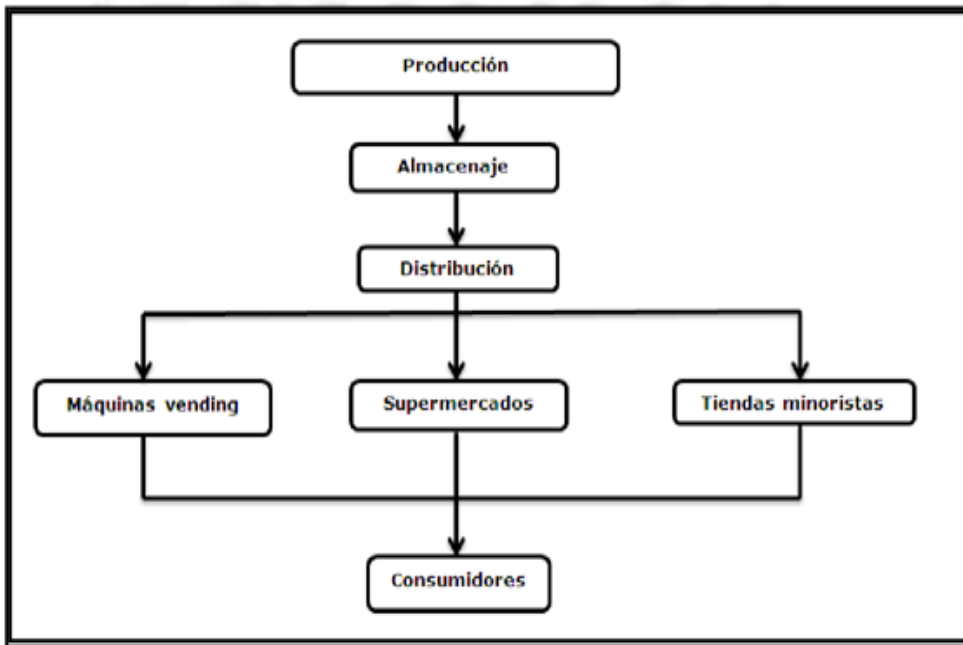 Producción
Almacenaje
Distribución
Máquinas vending
Supermercados
Tiendas minoristas
Consumidores